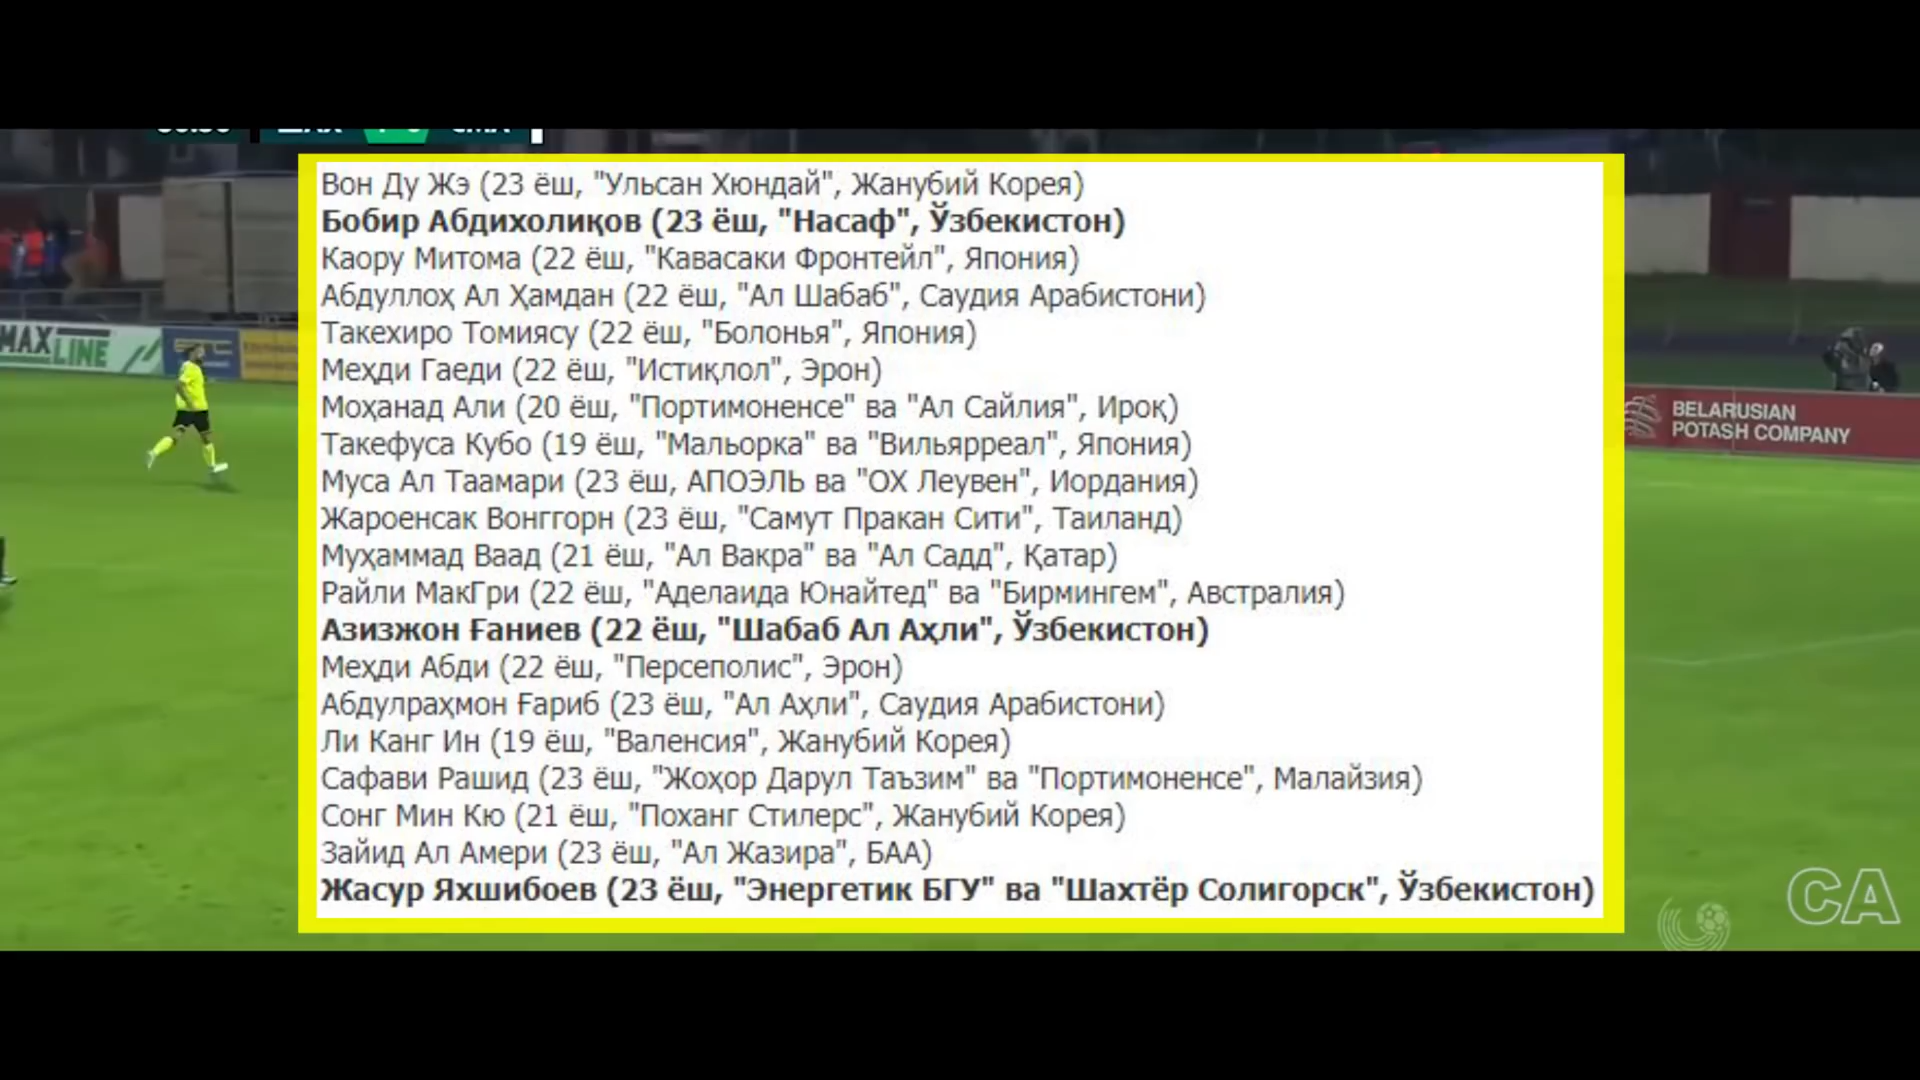 MAXLINE
Вон Ду Жэ (23 ёш, "Ульсан Хюндай", Жанубий Корея)
Бобир Абдихолиқов (23 ёш, "Насаф", Ўзбекистон)
Каору Митома (22 ёш, "Кавасаки Фронтейл", Япония)
Абдуллоҳ Ал Ҳамдан (22 ёш, "Ал Шабаб", Саудия Арабистони)
Такехиро Томиясу (22 ёш, "Болонья", Япония)
Меҳди Гаеди (22 ёш, "Истиқлол", Эрон)
Моҳанад Али (20 ёш, "Портимоненсе" ва "Ал Сайлия", Ироқ)
Такефуса Кубо (19 ёш, "Мальорка" ва "Вильярреал", Япония)
Муса Ал Таамари (23 ёш, АПОЭЛЬ ва "ОХ Леувен", Иордания)
Жароенсак Вонггорн (23 ёш, "Самут Пракан Сити", Таиланд)
Муҳаммад Ваад (21 ёш, "Ал Вакра" ва "Ал Садд", Қатар)
Райли МакГри (22 ёш, "Аделаида Юнайтед" ва "Бирмингем", Австралия)
Азизжон Ғаниев (22 ёш, "Шабаб Ал Аҳли", Ўзбекистон)
Меҳди Абди (22 ёш, "Персеполис", Эрон)
Абдулраҳмон Ғариб (23 ёш, "Ал Аҳли", Саудия Арабистони)
Ли Канг Ин (19 ёш, "Валенсия", Жанубий Корея)
Сафави Рашид (23 ёш, "Жоҳор Дарул Таъзим" ва "Портимоненсе", Малайзия)
Сонг Мин Кю (21 ёш, "Поханг Стилерс", Жанубий Корея)
Зайид Ал Амери (23 ёш, "Ал Жазира", БАА)
Жасур Яхшибоев (23 ёш, "Энергетик БГУ" ва "Шахтёр Солигорск", Ўзбекистон)
BELARUSIAN
POTASH COMPANY
CA